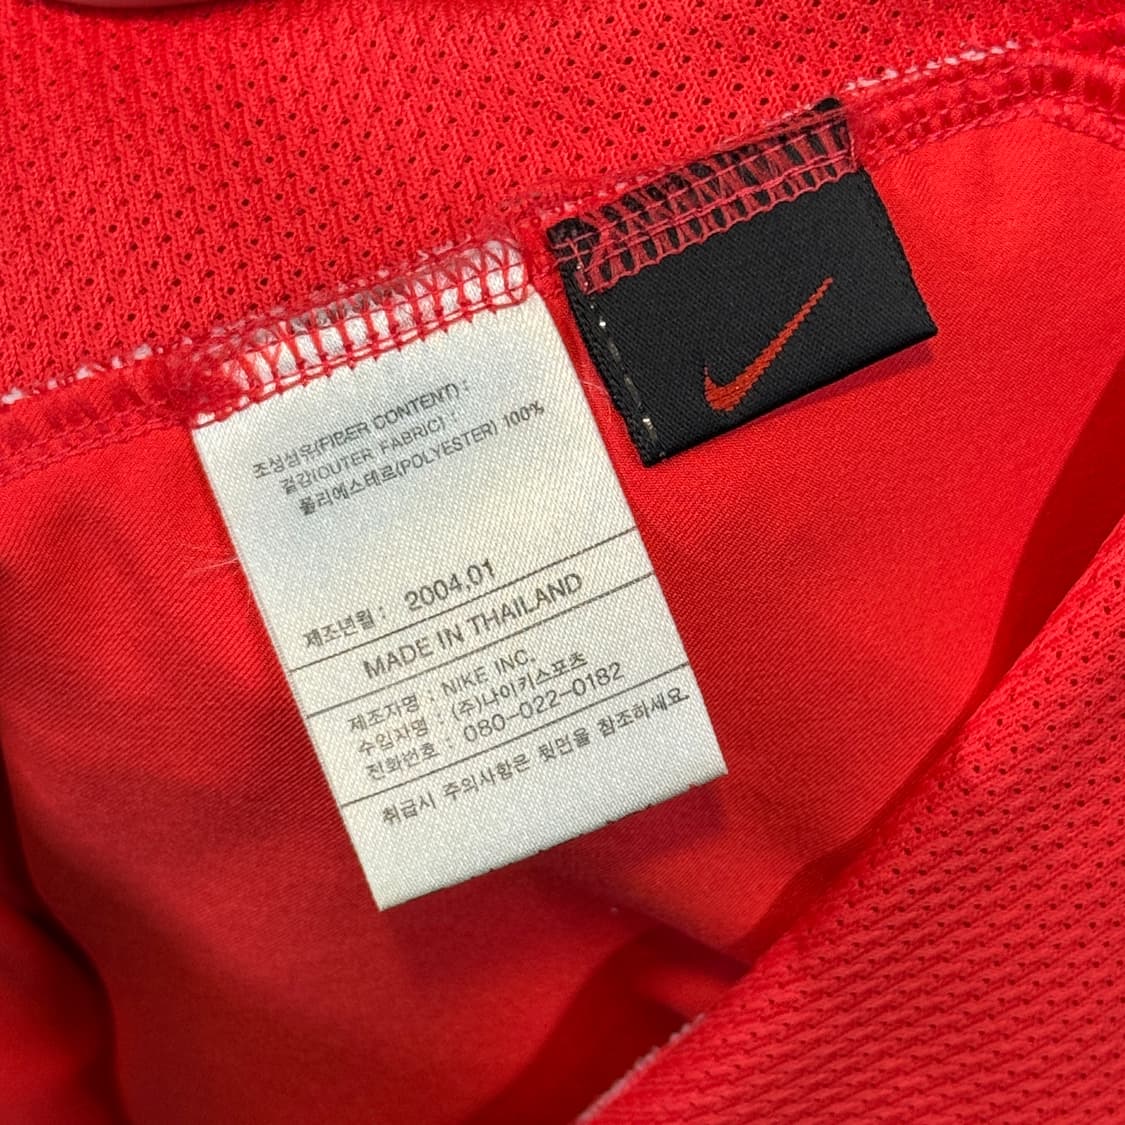 조성섬유(FIBER CONTENT) :
겉감(OUTER FABRIC) :
폴리에스테르(POLYESTER) 100%
제조년월 : 2004.01
MADE IN THAILAND
제조자명 : NIKE INC.
수입자명 : (주)나이키스포츠
전화번호 : 080-022-0182
취급시 주의사항은 뒷면을 참조하세요.